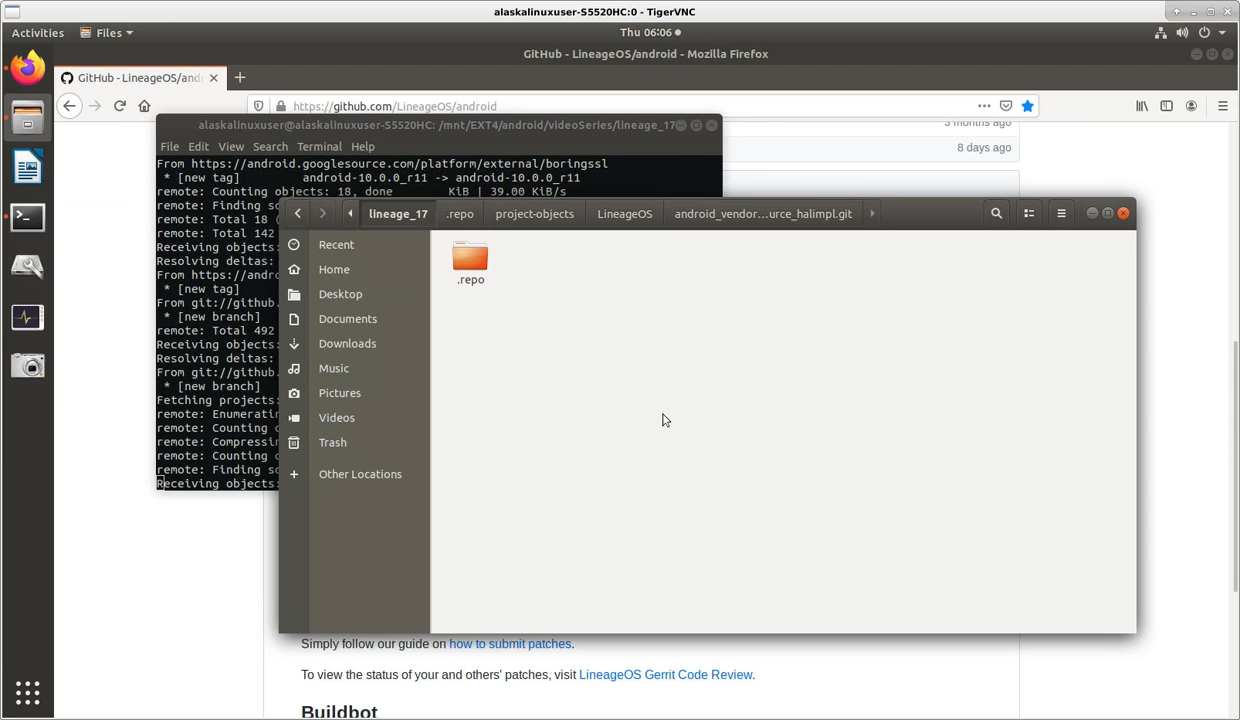 alaskalinuxuser-S5520HC:0 - TigerVNC
Activities Files Thu 06:06
GitHub - LineageOS/android - Mozilla Firefox
GitHub - LineageOS/and
https://github.com/LineageOS/android
3 months ago
8 days ago
alaskalinuxuser@alaskalinuxuser-S5520HC: /mnt/EXT4/android/videoSeries/lineage_17
File Edit View Search Terminal Help
From https://android.googlesource.com/platform/external/boringssl
* [new tag] android-10.0.0_r11 -> android-10.0.0_r11
remote: Counting objects: 18, done KiB | 39.00 KiB/s
remote: Finding so
remote: Total 18 (
remote: Total 142
Receiving objects:
Resolving deltas:
From https://andro
* [new tag]
From git://github.
* [new branch]
remote: Total 492
Receiving objects:
Resolving deltas:
From git://github.
* [new branch]
Fetching projects:
remote: Enumeratin
remote: Counting o
remote: Compressin
remote: Counting o
remote: Finding so
Receiving objects:
lineage_17 .repo project-objects LineageOS android_vendor...urce_halimpl.git
Recent
Home
Desktop
Documents
Downloads
Music
Pictures
Videos
Trash
Other Locations
.repo
Simply follow our guide on how to submit patches.
To view the status of your and others' patches, visit LineageOS Gerrit Code Review.
Buildbot